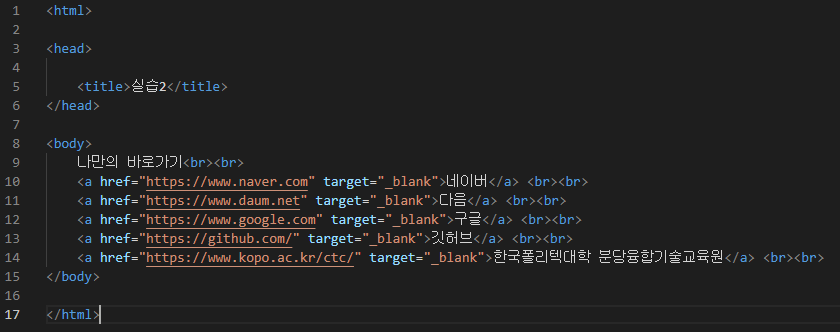 1 <html>
2
3 <head>
4
5 <title>실습2</title>
6 </head>
7
8 <body>
9 나만의 바로가기<br><br>
10 <a href="https://www.naver.com" target="_blank">네이버</a> <br><br>
11 <a href="https://www.daum.net" target="_blank">다음</a> <br><br>
12 <a href="https://www.google.com" target="_blank">구글</a> <br><br>
13 <a href="https://github.com/" target="_blank">깃허브</a> <br><br>
14 <a href="https://www.kopo.ac.kr/ctc/" target="_blank">한국폴리텍대학 분당융합기술교육원</a> <br><br>
15 </body>
16
17 </html>